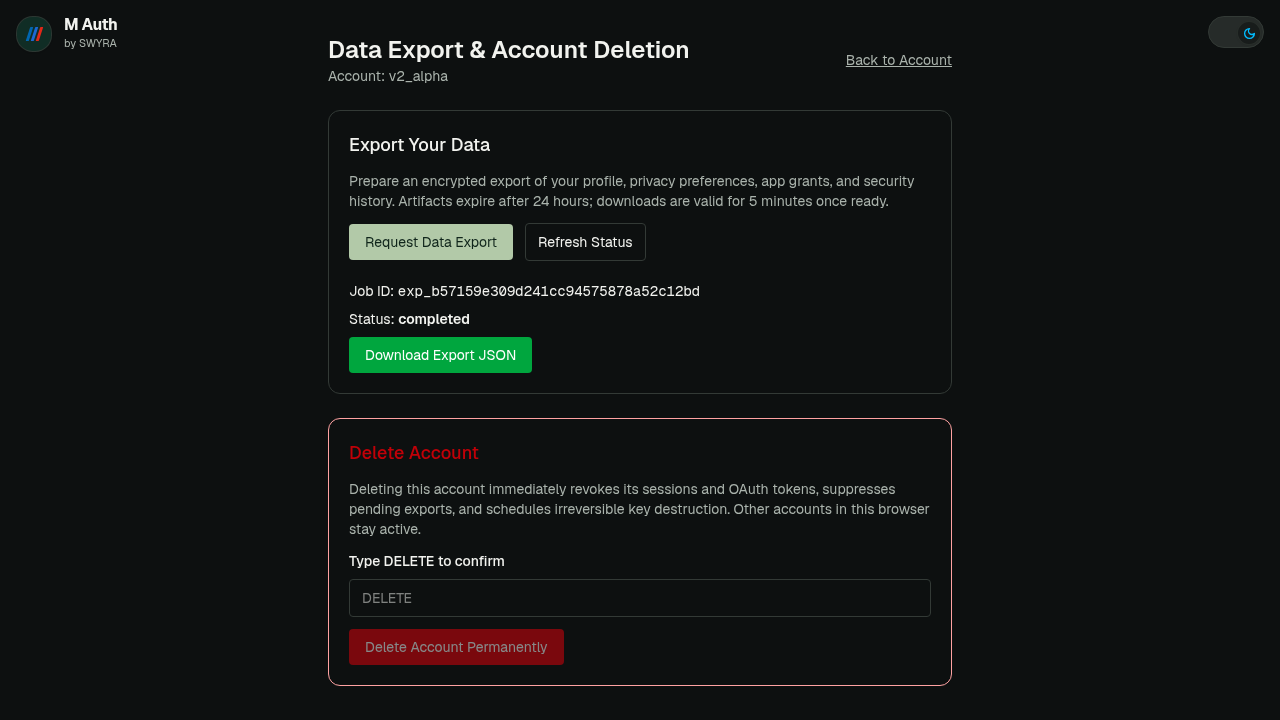 M Auth
by SWYRA
Data Export & Account Deletion
Account: v2_alpha
Back to Account
Export Your Data
Prepare an encrypted export of your profile, privacy preferences, app grants, and security
history. Artifacts expire after 24 hours; downloads are valid for 5 minutes once ready.
Request Data Export
Refresh Status
Job ID: exp_b57159e309d241cc94575878a52c12bd
Status: completed
Download Export JSON
Delete Account
Deleting this account immediately revokes its sessions and OAuth tokens, suppresses
pending exports, and schedules irreversible key destruction. Other accounts in this browser
stay active.
Type DELETE to confirm
DELETE
Delete Account Permanently